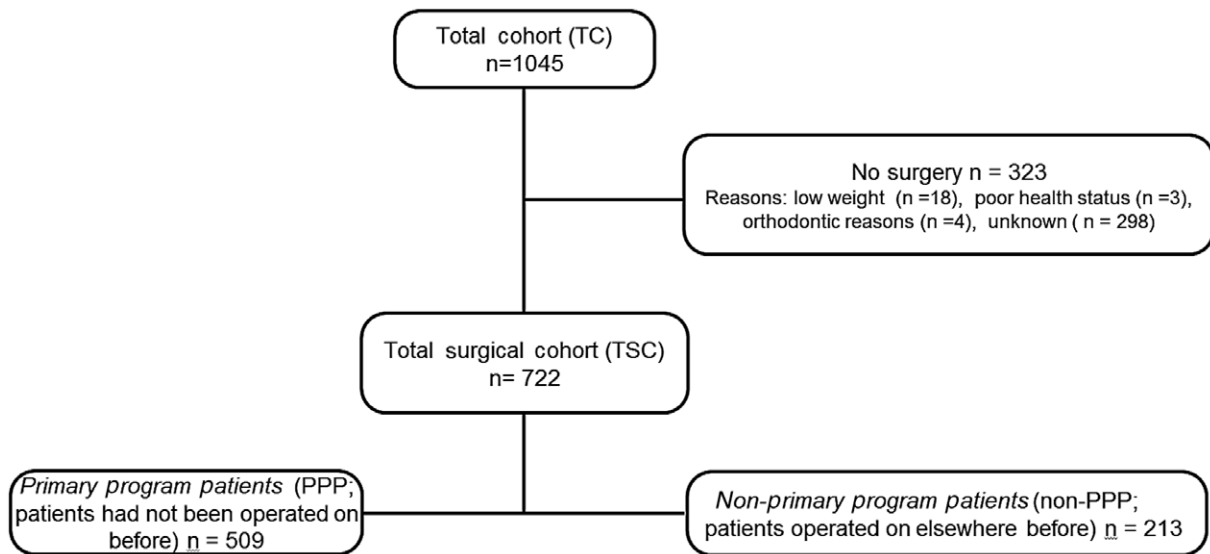 Total cohort (TC)
n=1045
No surgery n = 323
Reasons: low weight (n =18), poor health status (n =3),
orthodontic reasons (n =4), unknown ( n = 298)
Total surgical cohort (TSC)
n= 722
Primary program patients (PPP;
patients had not been operated on
before) n = 509
Non-primary program patients (non-PPP;
patients operated on elsewhere before) n = 213